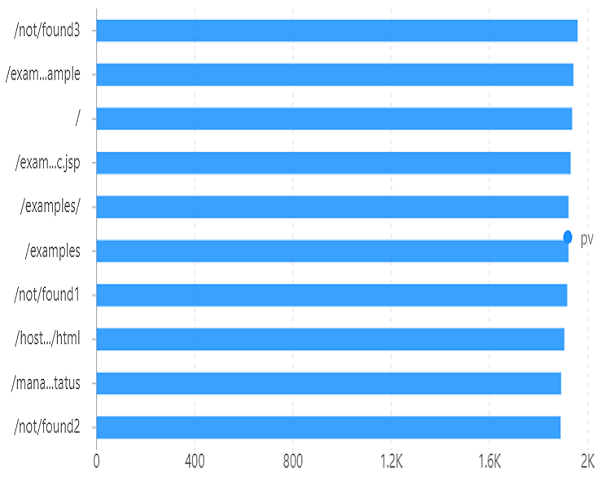 /not/found3
/exam...ample
/
/exam...c.jsp
/examples/
pv
/examples
/not/found1
/host.../html
/mana...tatus
/not/found2
0 400 800 1.2K 1.6K 2K